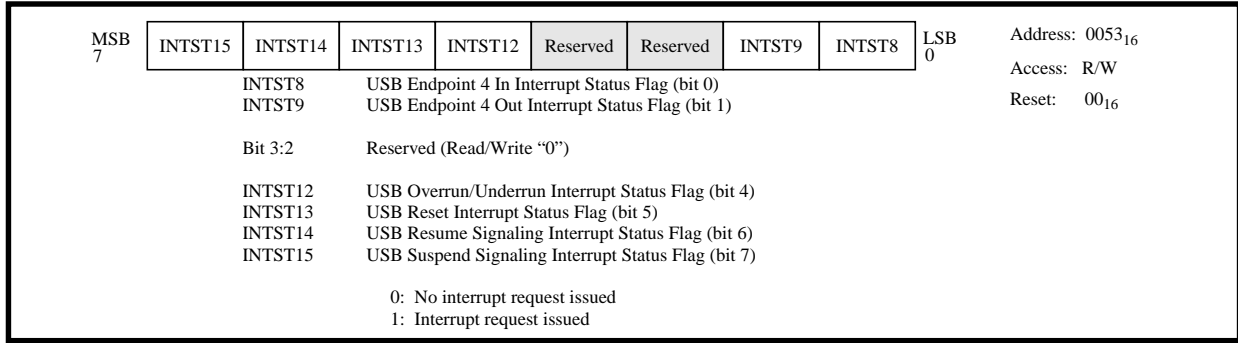 MSB 7 INTST15 INTST14 INTST13 INTST12 Reserved Reserved INTST9 INTST8 LSB 0
Address: 0053₁₆
Access: R/W
Reset: 00₁₆
INTST8 USB Endpoint 4 In Interrupt Status Flag (bit 0)
INTST9 USB Endpoint 4 Out Interrupt Status Flag (bit 1)
Bit 3:2 Reserved (Read/Write “0”)
INTST12 USB Overrun/Underrun Interrupt Status Flag (bit 4)
INTST13 USB Reset Interrupt Status Flag (bit 5)
INTST14 USB Resume Signaling Interrupt Status Flag (bit 6)
INTST15 USB Suspend Signaling Interrupt Status Flag (bit 7)
0: No interrupt request issued
1: Interrupt request issued